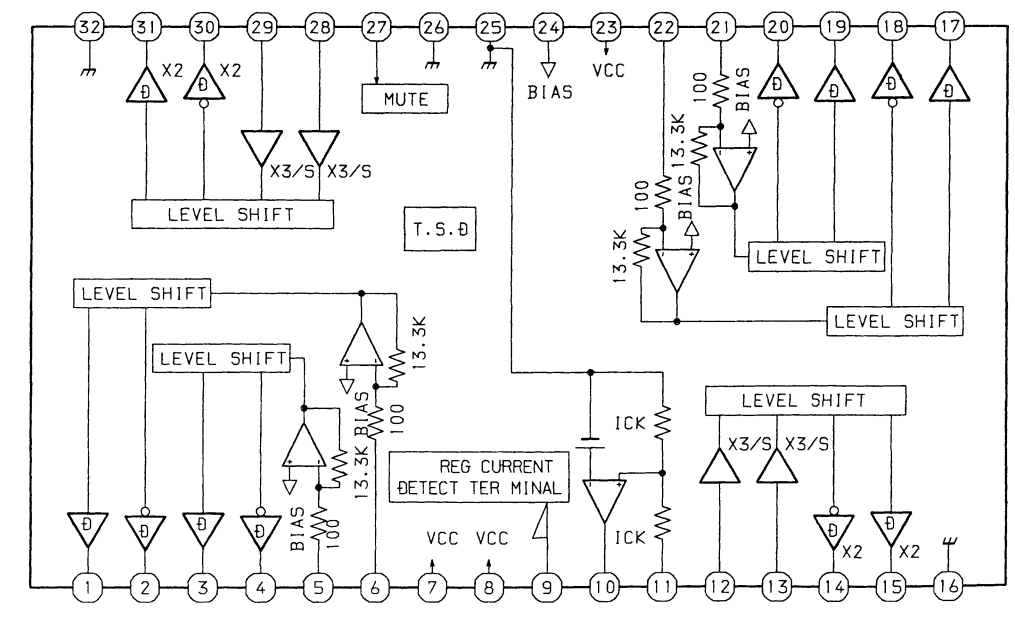 32 31 30 29 28 27 26 25 24 23 22 21 20 19 18 17
X2 X2
Đ Đ
MUTE
BIAS
VCC
100
BIAS
Đ Đ Đ Đ
13.3K
X3/S X3/S
LEVEL SHIFT
T.S.Đ
100
BIAS
13.3K
LEVEL SHIFT
LEVEL SHIFT
LEVEL SHIFT
LEVEL SHIFT
13.3K
BIAS
100
13.3K
BIAS
100
REG CURRENT
ĐETECT TER MINAL
ICK
ICK
LEVEL SHIFT
X3/S X3/S
Đ Đ Đ Đ
VCC VCC
Đ Đ
X2 X2
1 2 3 4 5 6 7 8 9 10 11 12 13 14 15 16